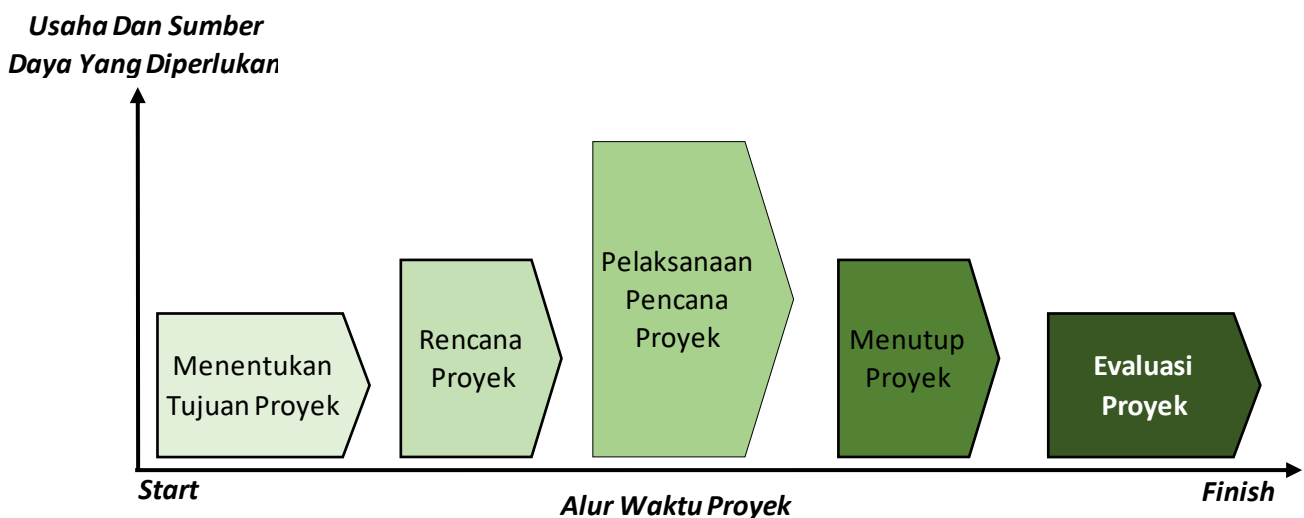 Usaha Dan Sumber
Daya Yang Diperlukan
Menentukan
Tujuan Proyek
Rencana
Proyek
Pelaksanaan
Pencana
Proyek
Menutup
Proyek
Evaluasi
Proyek
Start
Alur Waktu Proyek
Finish